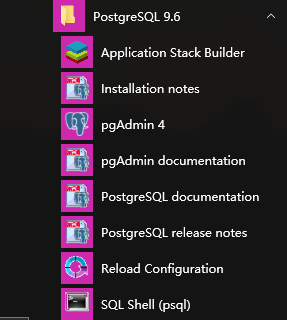 PostgreSQL 9.6
Application Stack Builder
Installation notes
pgAdmin 4
pgAdmin documentation
PostgreSQL documentation
PostgreSQL release notes
Reload Configuration
SQL Shell (psql)